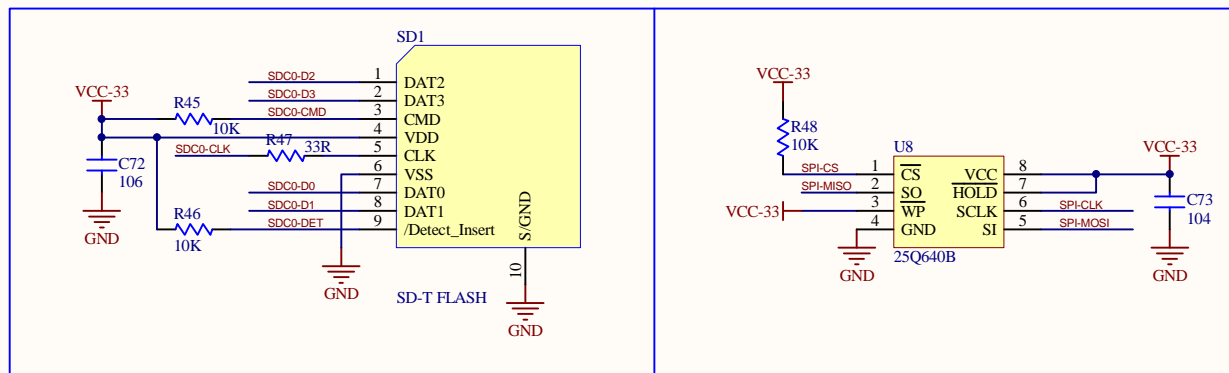 SD1
SDC0-D2 1 DAT2
SDC0-D3 2 DAT3
VCC-33
R45
10K
SDC0-CMD 3 CMD
4 VDD
SDC0-CLK R47 33R 5 CLK
C72
106
GND
6 VSS
SDC0-D0 7 DAT0
SDC0-D1 8 DAT1
R46
10K
SDC0-DET 9 /Detect_Insert
S/GND
10
GND
SD-T FLASH
GND
VCC-33
R48
10K
U8
SPI-CS 1 CS VCC 8
SPI-MISO 2 SO HOLD 7
VCC-33 3 WP SCLK 6 SPI-CLK
4 GND SI 5 SPI-MOSI
GND
25Q640B
VCC-33
C73
104
GND